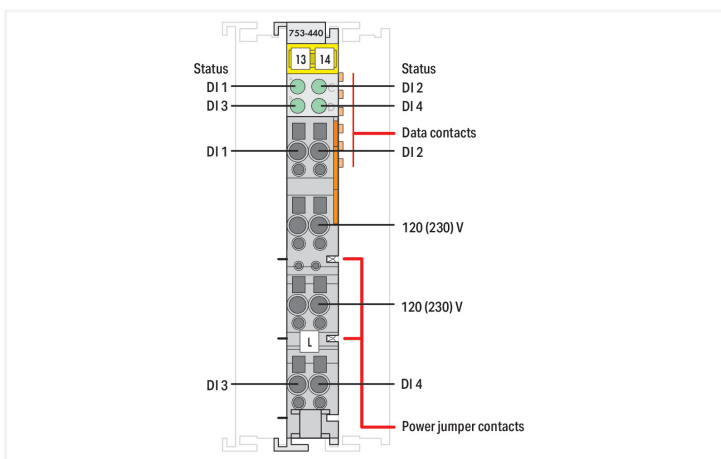 753-440
13 14
Status Status
DI 1 C DI 2
DI 3 D DI 4
Data contacts
DI 1 DI 2
120 (230) V
120 (230) V
L
DI 3 DI 4
Power jumper contacts